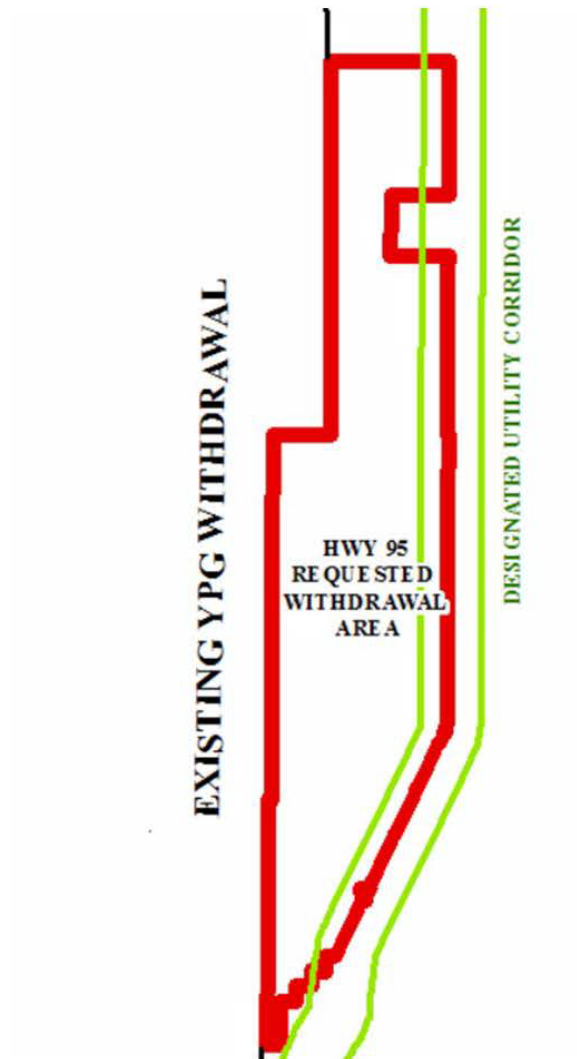 EXISTING YPG WITHDRAWAL
HWY 95
REQUESTED
WITHDRAWAL
AREA
DESIGNATED UTILITY CORRIDOR